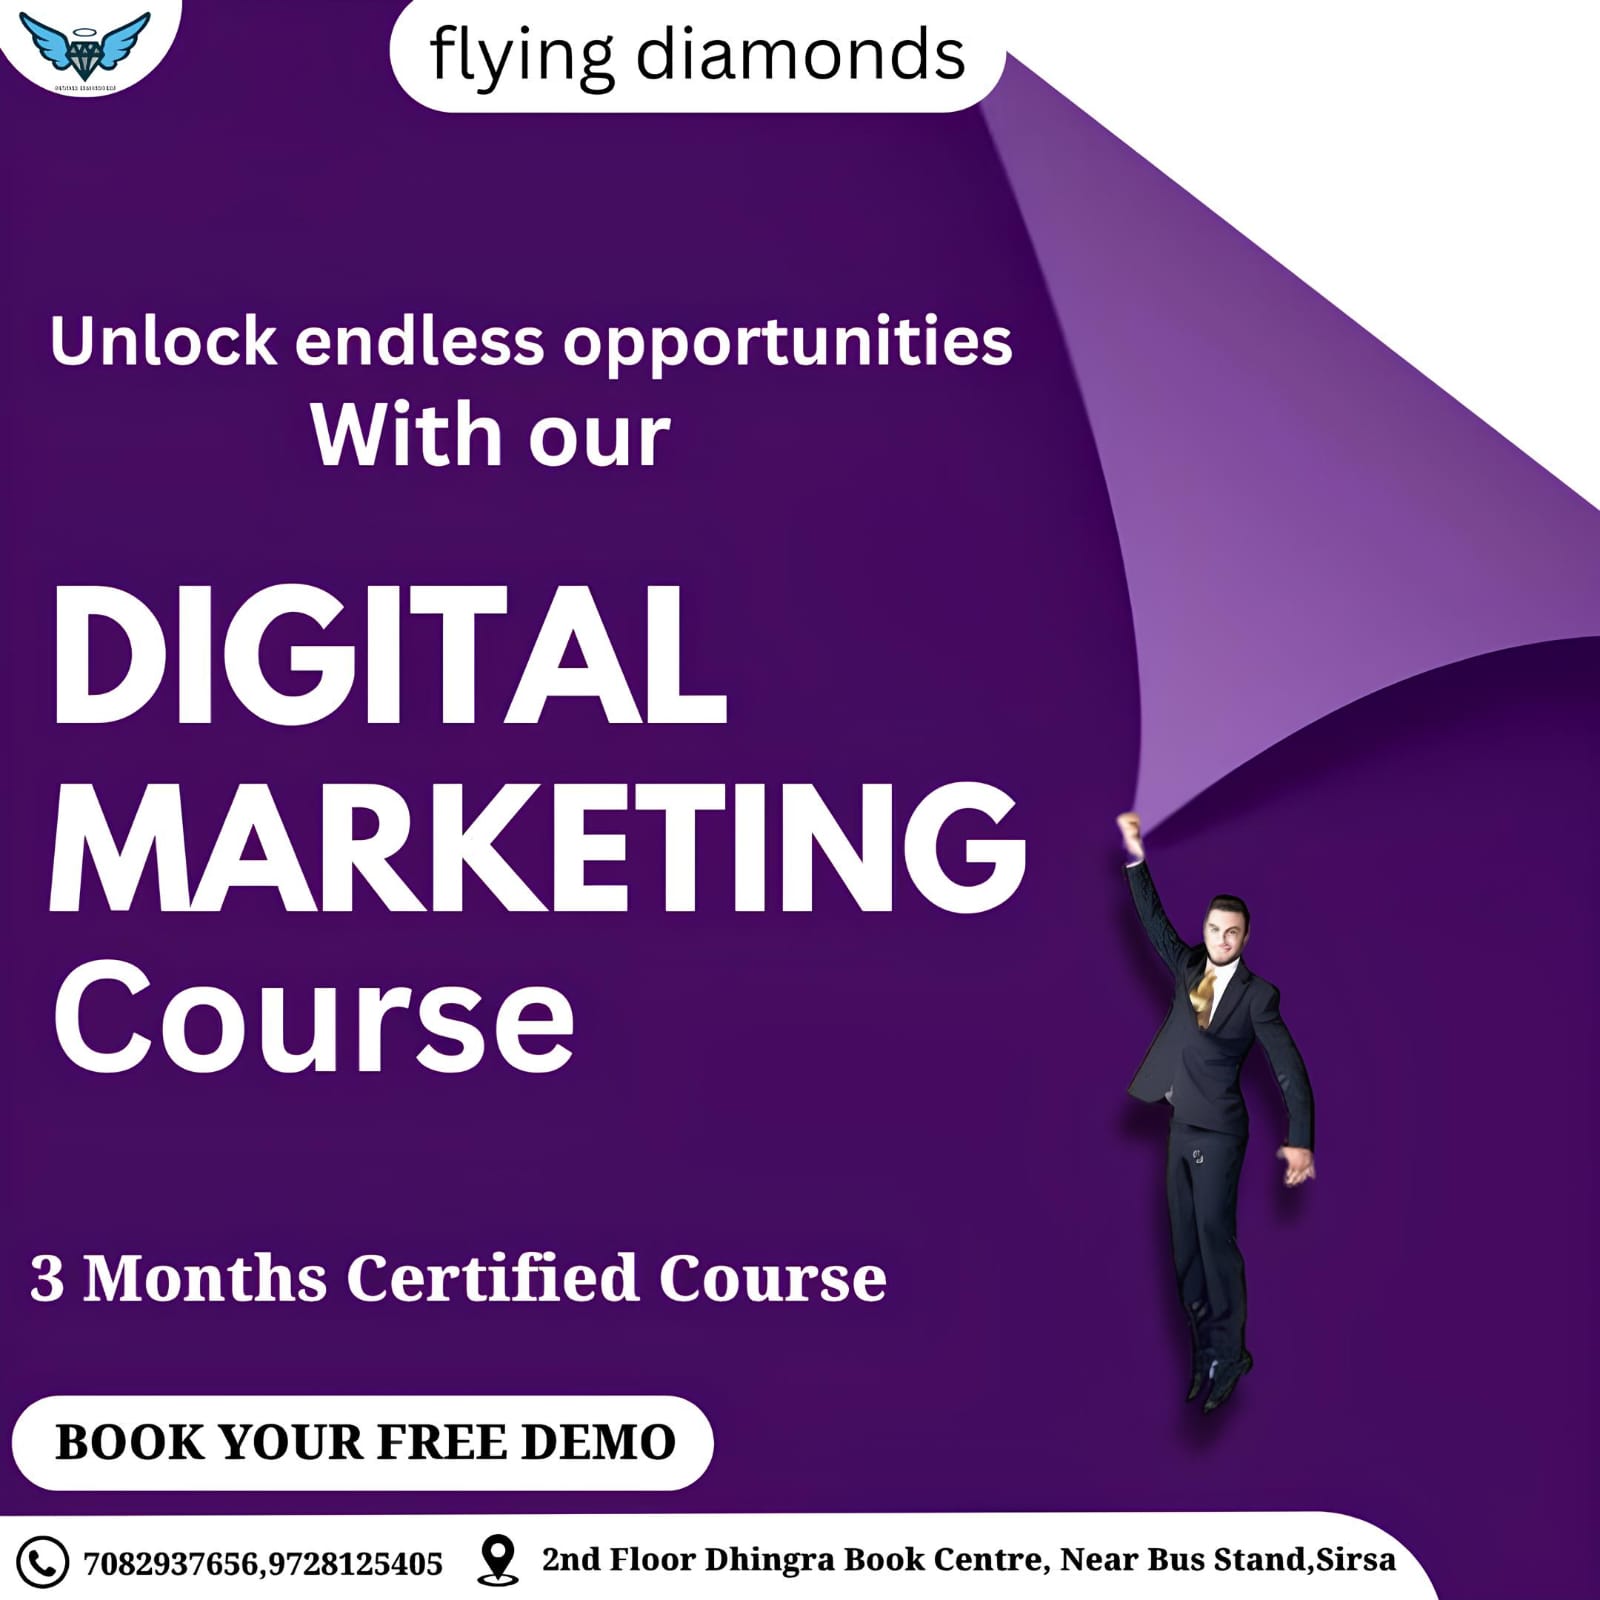 flying diamonds
Unlock endless opportunities
With our
DIGITAL
MARKETING
Course
3 Months Certified Course
BOOK YOUR FREE DEMO
7082937656,9728125405
2nd Floor Dhingra Book Centre, Near Bus Stand,Sirsa